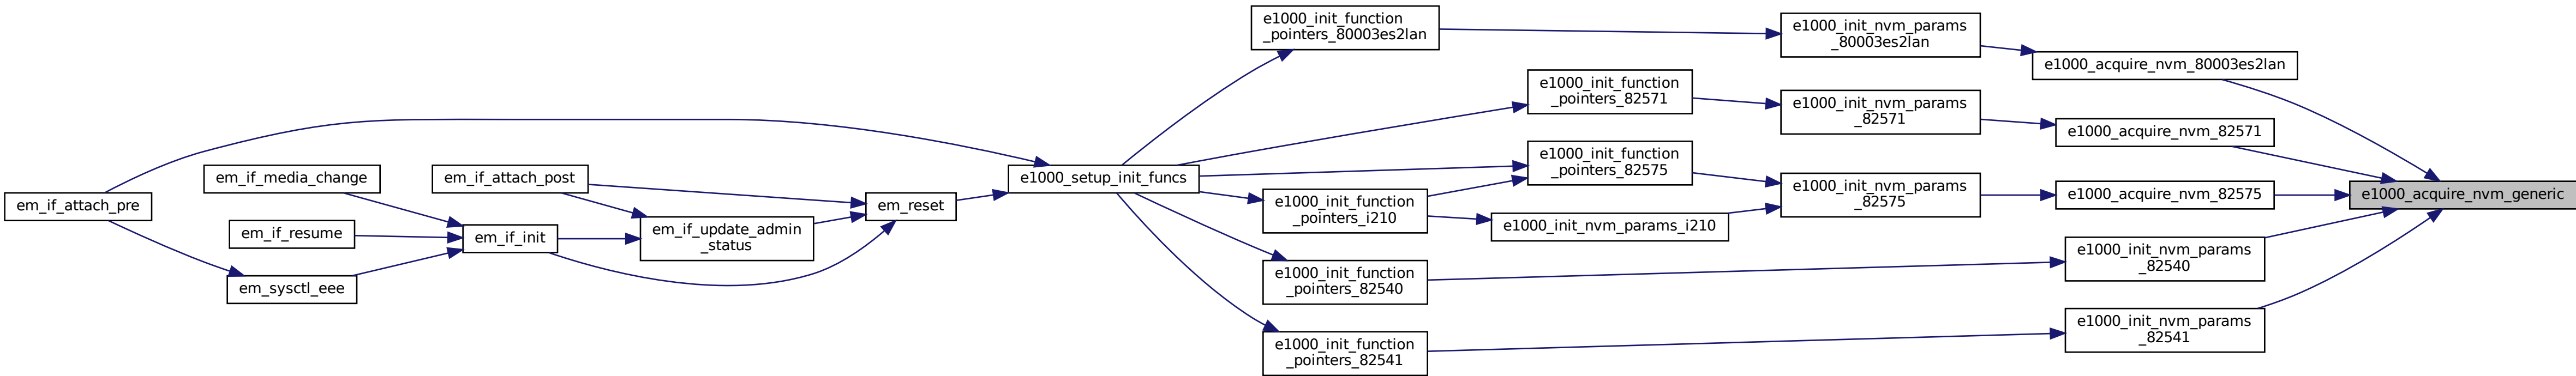 em_if_attach_pre
em_if_media_change
em_if_resume
em_sysctl_eee
em_if_attach_post
em_if_init
em_if_update_admin
_status
em_reset
e1000_setup_init_funcs
e1000_init_function
_pointers_80003es2lan
e1000_init_function
_pointers_82571
e1000_init_function
_pointers_82575
e1000_init_function
_pointers_i210
e1000_init_function
_pointers_82540
e1000_init_function
_pointers_82541
e1000_init_nvm_params_i210
e1000_init_nvm_params
_80003es2lan
e1000_init_nvm_params
_82571
e1000_init_nvm_params
_82575
e1000_acquire_nvm_80003es2lan
e1000_acquire_nvm_82571
e1000_acquire_nvm_82575
e1000_init_nvm_params
_82540
e1000_init_nvm_params
_82541
e1000_acquire_nvm_generic